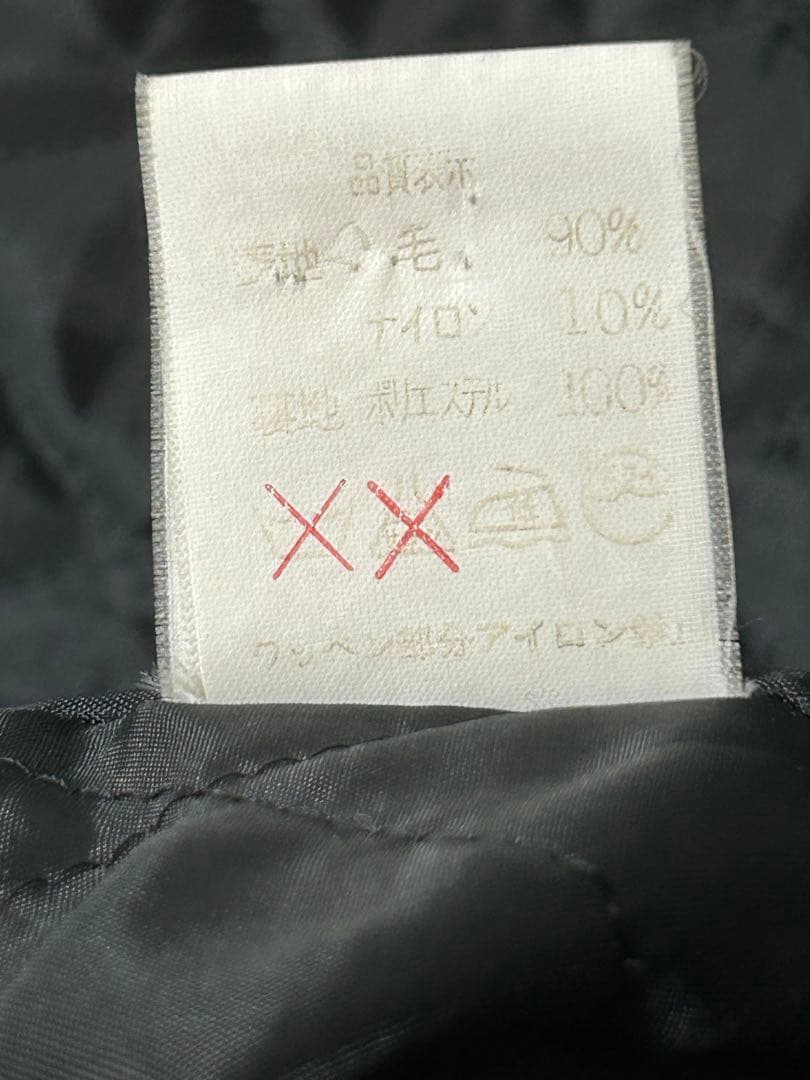 品質表示
表地 毛 90%
ナイロン 10%
裏地 ポリエステル 100%
ワッペン部分アイロン禁止